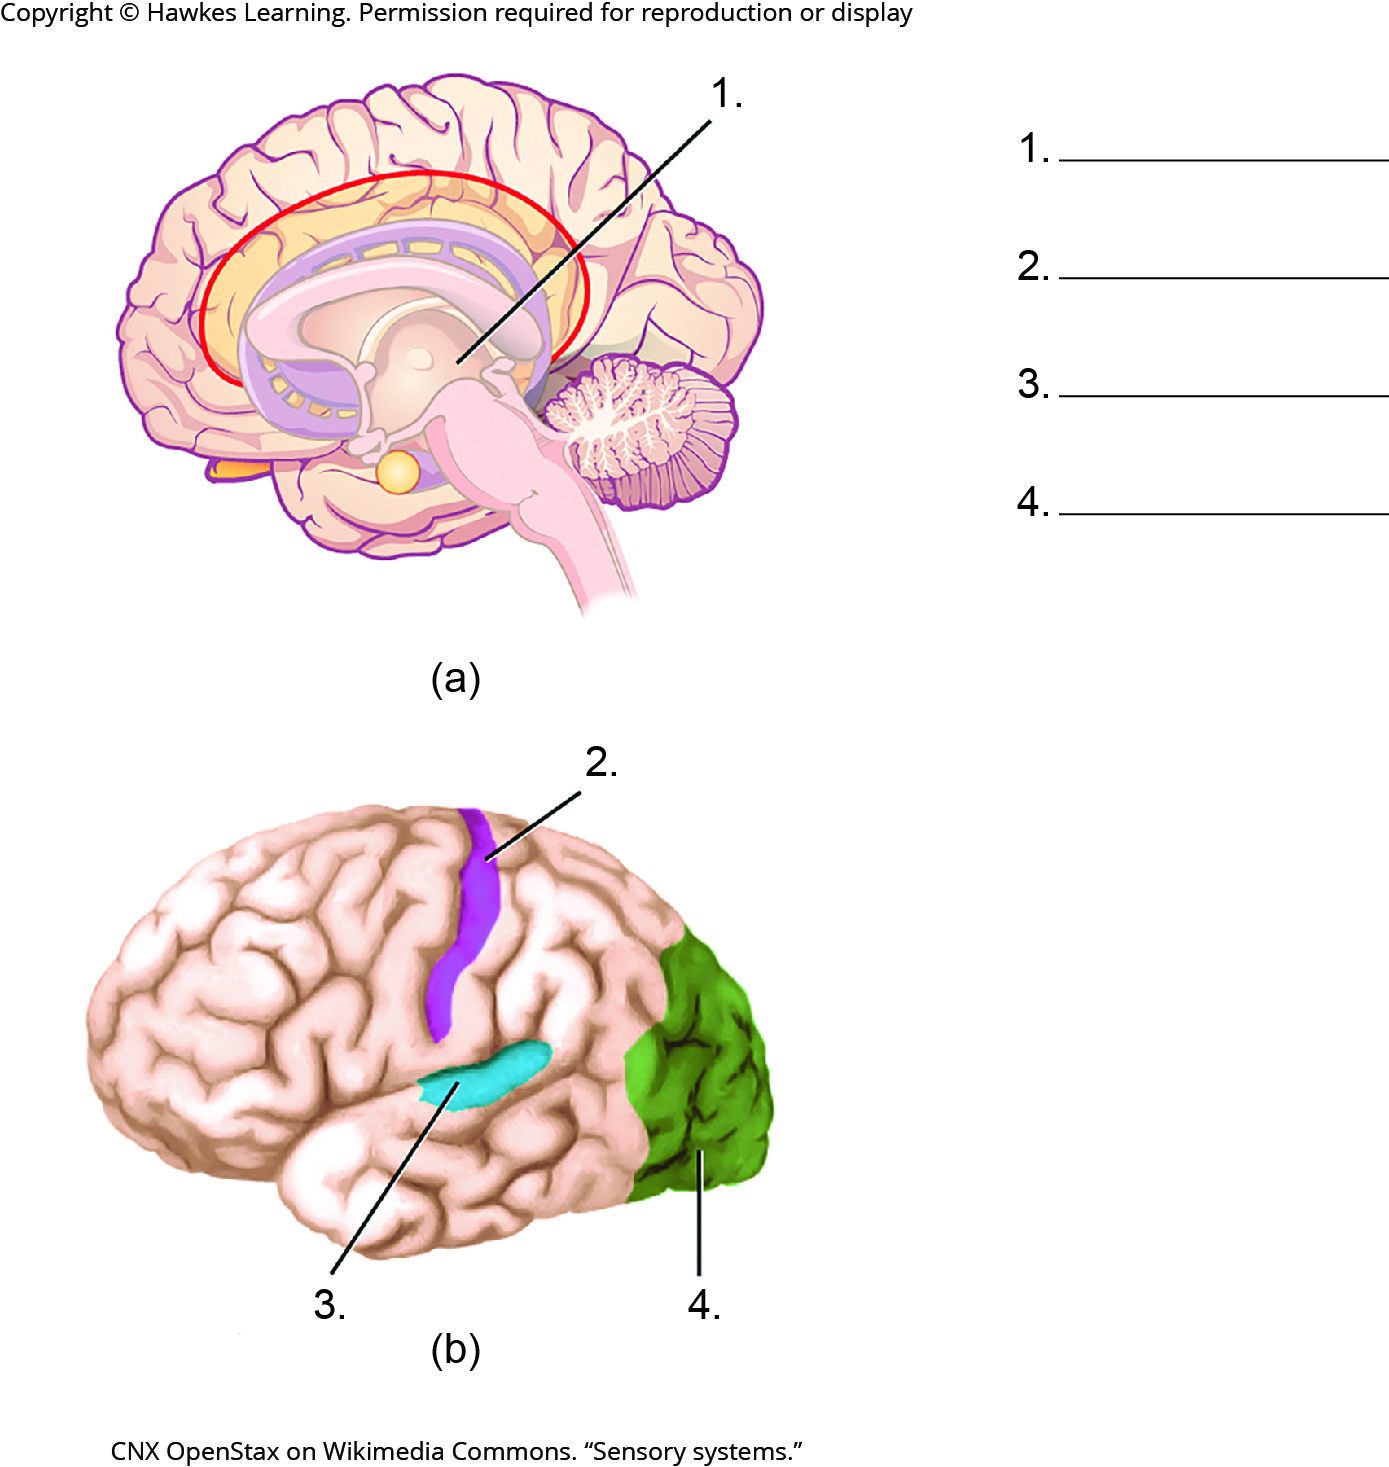 Copyright © Hawkes Learning. Permission required for reproduction or display
1.
1.
2.
3.
4.
(a)
2.
3.
4.
(b)
CNX OpenStax on Wikimedia Commons. “Sensory systems.”